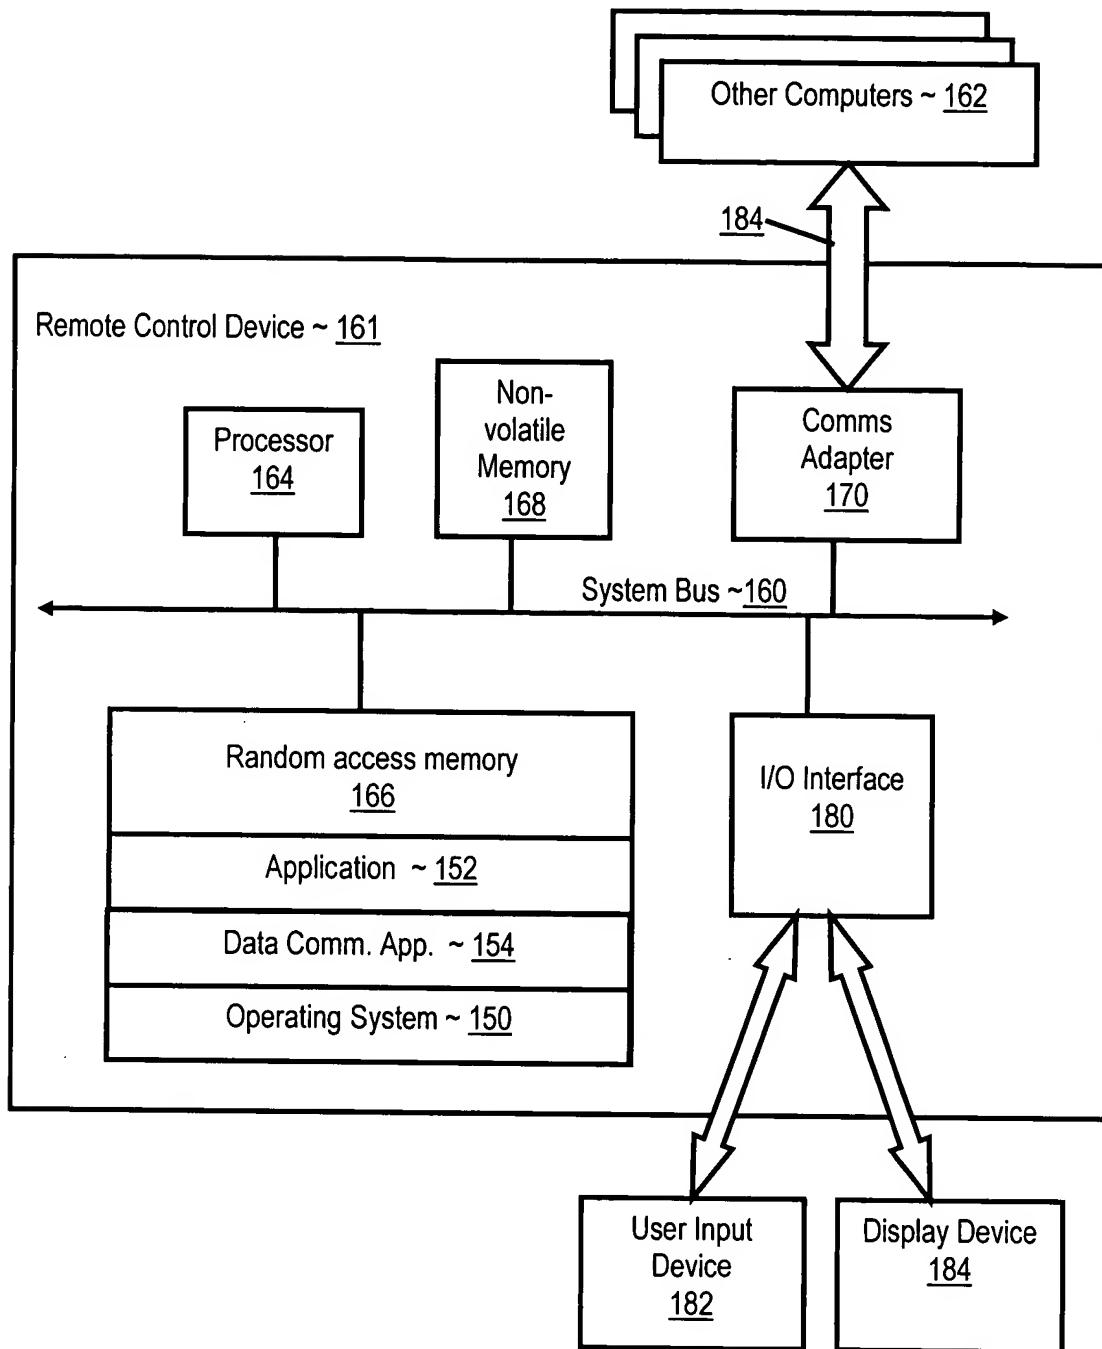 Other Computers ~ 162
184
Remote Control Device ~ 161
Processor
164
Non-
volatile
Memory
168
Comms
Adapter
170
System Bus ~160
Random access memory
166
Application ~ 152
Data Comm. App. ~ 154
Operating System ~ 150
I/O Interface
180
User Input
Device
182
Display Device
184